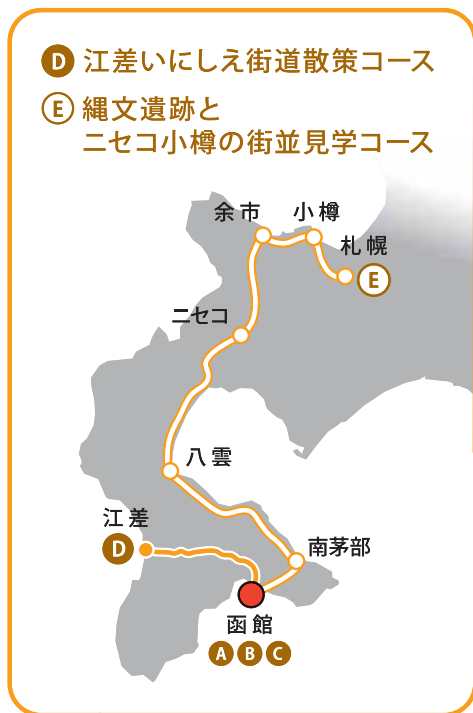 D 江差いにしえ街道散策コース
E 縄文遺跡と
ニセコ小樽の街並見学コース
余市
小樽
札幌
E
ニセコ
八雲
江差
D
南茅部
函館
A B C